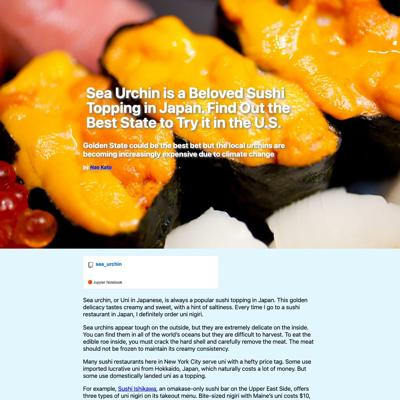 Sea Urchin is a Beloved Sushi
Topping in Japan. Find Out the
Best State to Try it in the U.S.
Golden State could be the best bet but the local urchins are
becoming increasingly expensive due to climate change
by Nao Kato
sea_urchin
Jupyter Notebook
Sea urchin, or Uni in Japanese, is always a popular sushi topping in Japan. This golden
delicacy tastes creamy and sweet, with a hint of saltiness. Every time I go to a sushi
restaurant in Japan, I definitely order uni nigiri.
Sea urchins appear tough on the outside, but they are extremely delicate on the inside.
You can find them in all of the world's oceans but they are difficult to harvest. To eat the
edible roe inside, you must crack the hard shell and carefully remove the meat. The meat
should not be frozen to maintain its creamy consistency.
Many sushi restaurants here in New York City serve uni with a hefty price tag. Some use
imported lucrative uni from Hokkaido, Japan, which naturally costs a lot of money. But
some use domestically landed uni as a topping.
For example, Sushi Ishikawa, an omakase-only sushi bar on the Upper East Side, offers
three types of uni nigiri on its takeout menu. Bite-sized nigiri with Maine's uni costs $10,